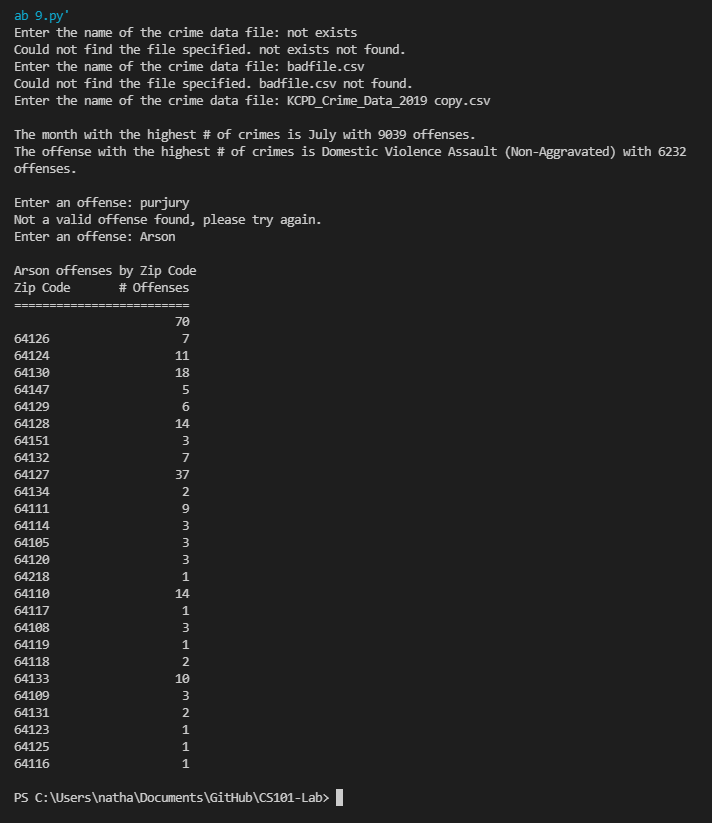 ab 9.py'
Enter the name of the crime data file: not exists
Could not find the file specified. not exists not found.
Enter the name of the crime data file: badfile.csv
Could not find the file specified. badfile.csv not found.
Enter the name of the crime data file: KCPD_Crime_Data_2019 copy.csv
The month with the highest # of crimes is July with 9039 offenses.
The offense with the highest # of crimes is Domestic Violence Assault (Non-Aggravated) with 6232
offenses.
Enter an offense: purjury
Not a valid offense found, please try again.
Enter an offense: Arson
Arson offenses by Zip Code
Zip Code       # Offenses
=========================
                       70
64126                   7
64124                  11
64130                  18
64147                   5
64129                   6
64128                  14
64151                   3
64132                   7
64127                  37
64134                   2
64111                   9
64114                   3
64105                   3
64120                   3
64218                   1
64110                  14
64117                   1
64108                   3
64119                   1
64118                   2
64133                  10
64109                   3
64131                   2
64123                   1
64125                   1
64116                   1
PS C:\Users\natha\Documents\GitHub\CS101-Lab>